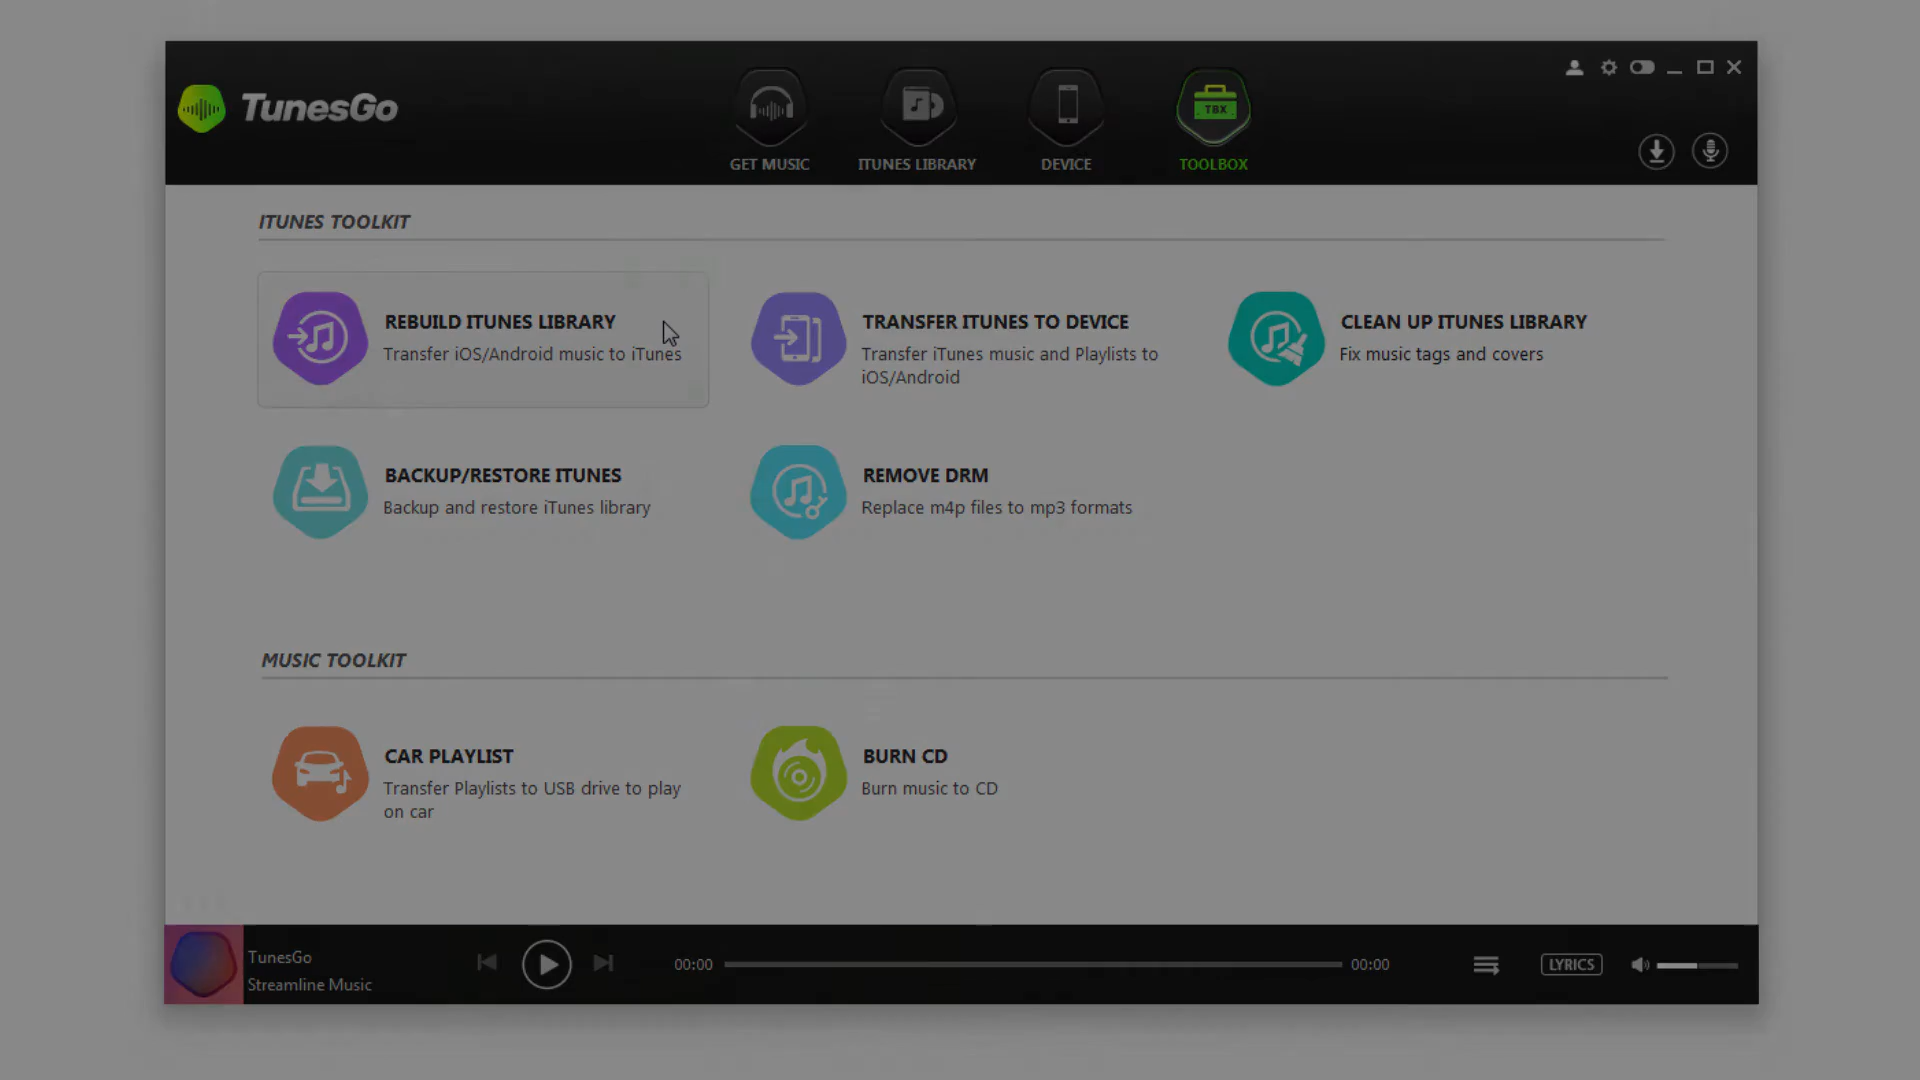 TunesGo
GET MUSIC
ITUNES LIBRARY
DEVICE
TBX
TOOLBOX
ITUNES TOOLKIT
REBUILD ITUNES LIBRARY
Transfer iOS/Android music to iTunes
TRANSFER ITUNES TO DEVICE
Transfer iTunes music and Playlists to
iOS/Android
CLEAN UP ITUNES LIBRARY
Fix music tags and covers
BACKUP/RESTORE ITUNES
Backup and restore iTunes library
REMOVE DRM
Replace m4p files to mp3 formats
MUSIC TOOLKIT
CAR PLAYLIST
Transfer Playlists to USB drive to play
on car
BURN CD
Burn music to CD
TunesGo
Streamline Music
00:00
00:00
LYRICS